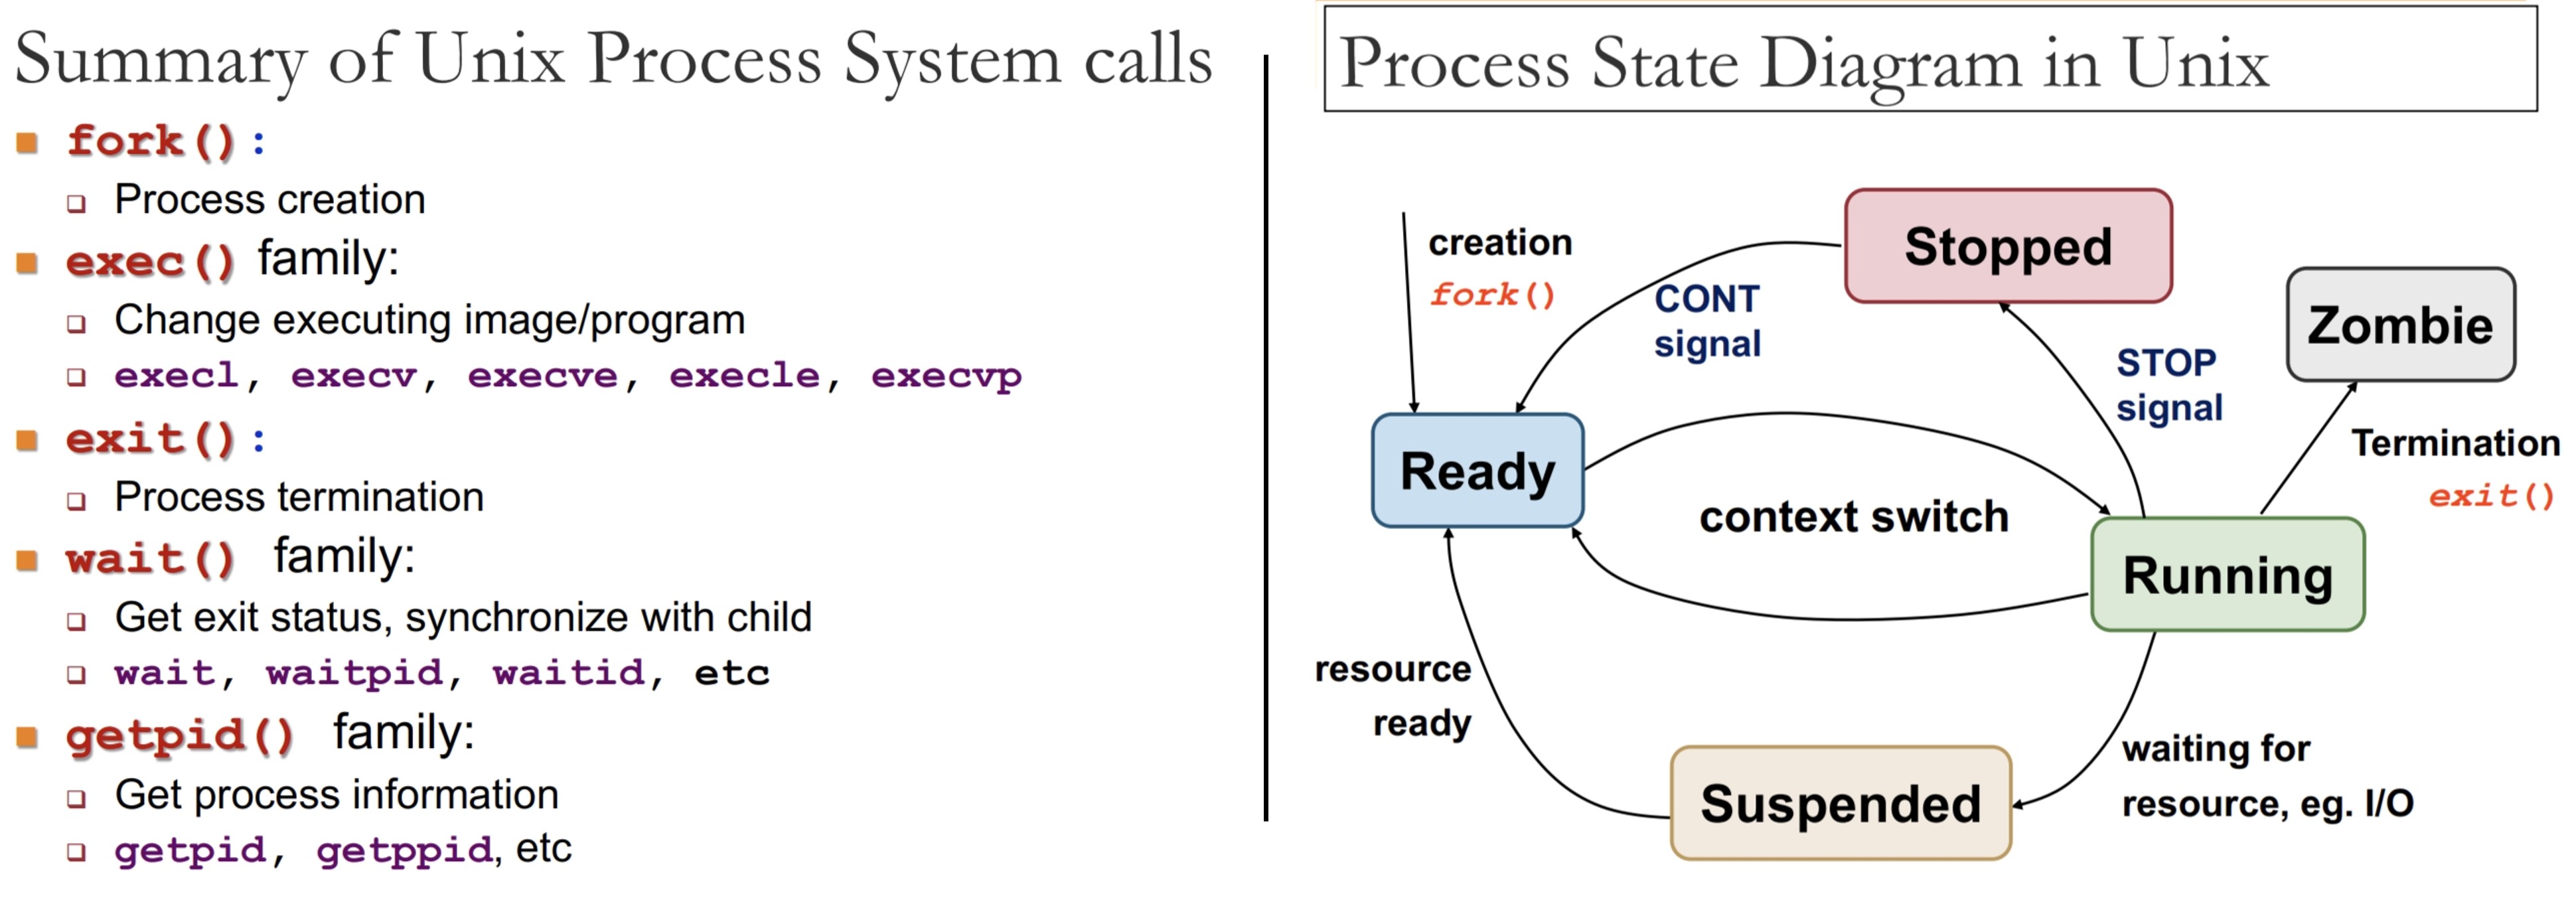 Summary of Unix Process System calls
fork():
Process creation
exec() family:
Change executing image/program
execl, execv, execve, execle, execvp
exit():
Process termination
wait() family:
Get exit status, synchronize with child
wait, waitpid, waitid, etc
getpid() family:
Get process information
getpid, getppid, etc
Process State Diagram in Unix
creation
fork()
CONT
signal
Stopped
STOP
signal
Zombie
Termination
exit()
Ready
context switch
Running
resource
ready
Suspended
waiting for
resource, eg. I/O